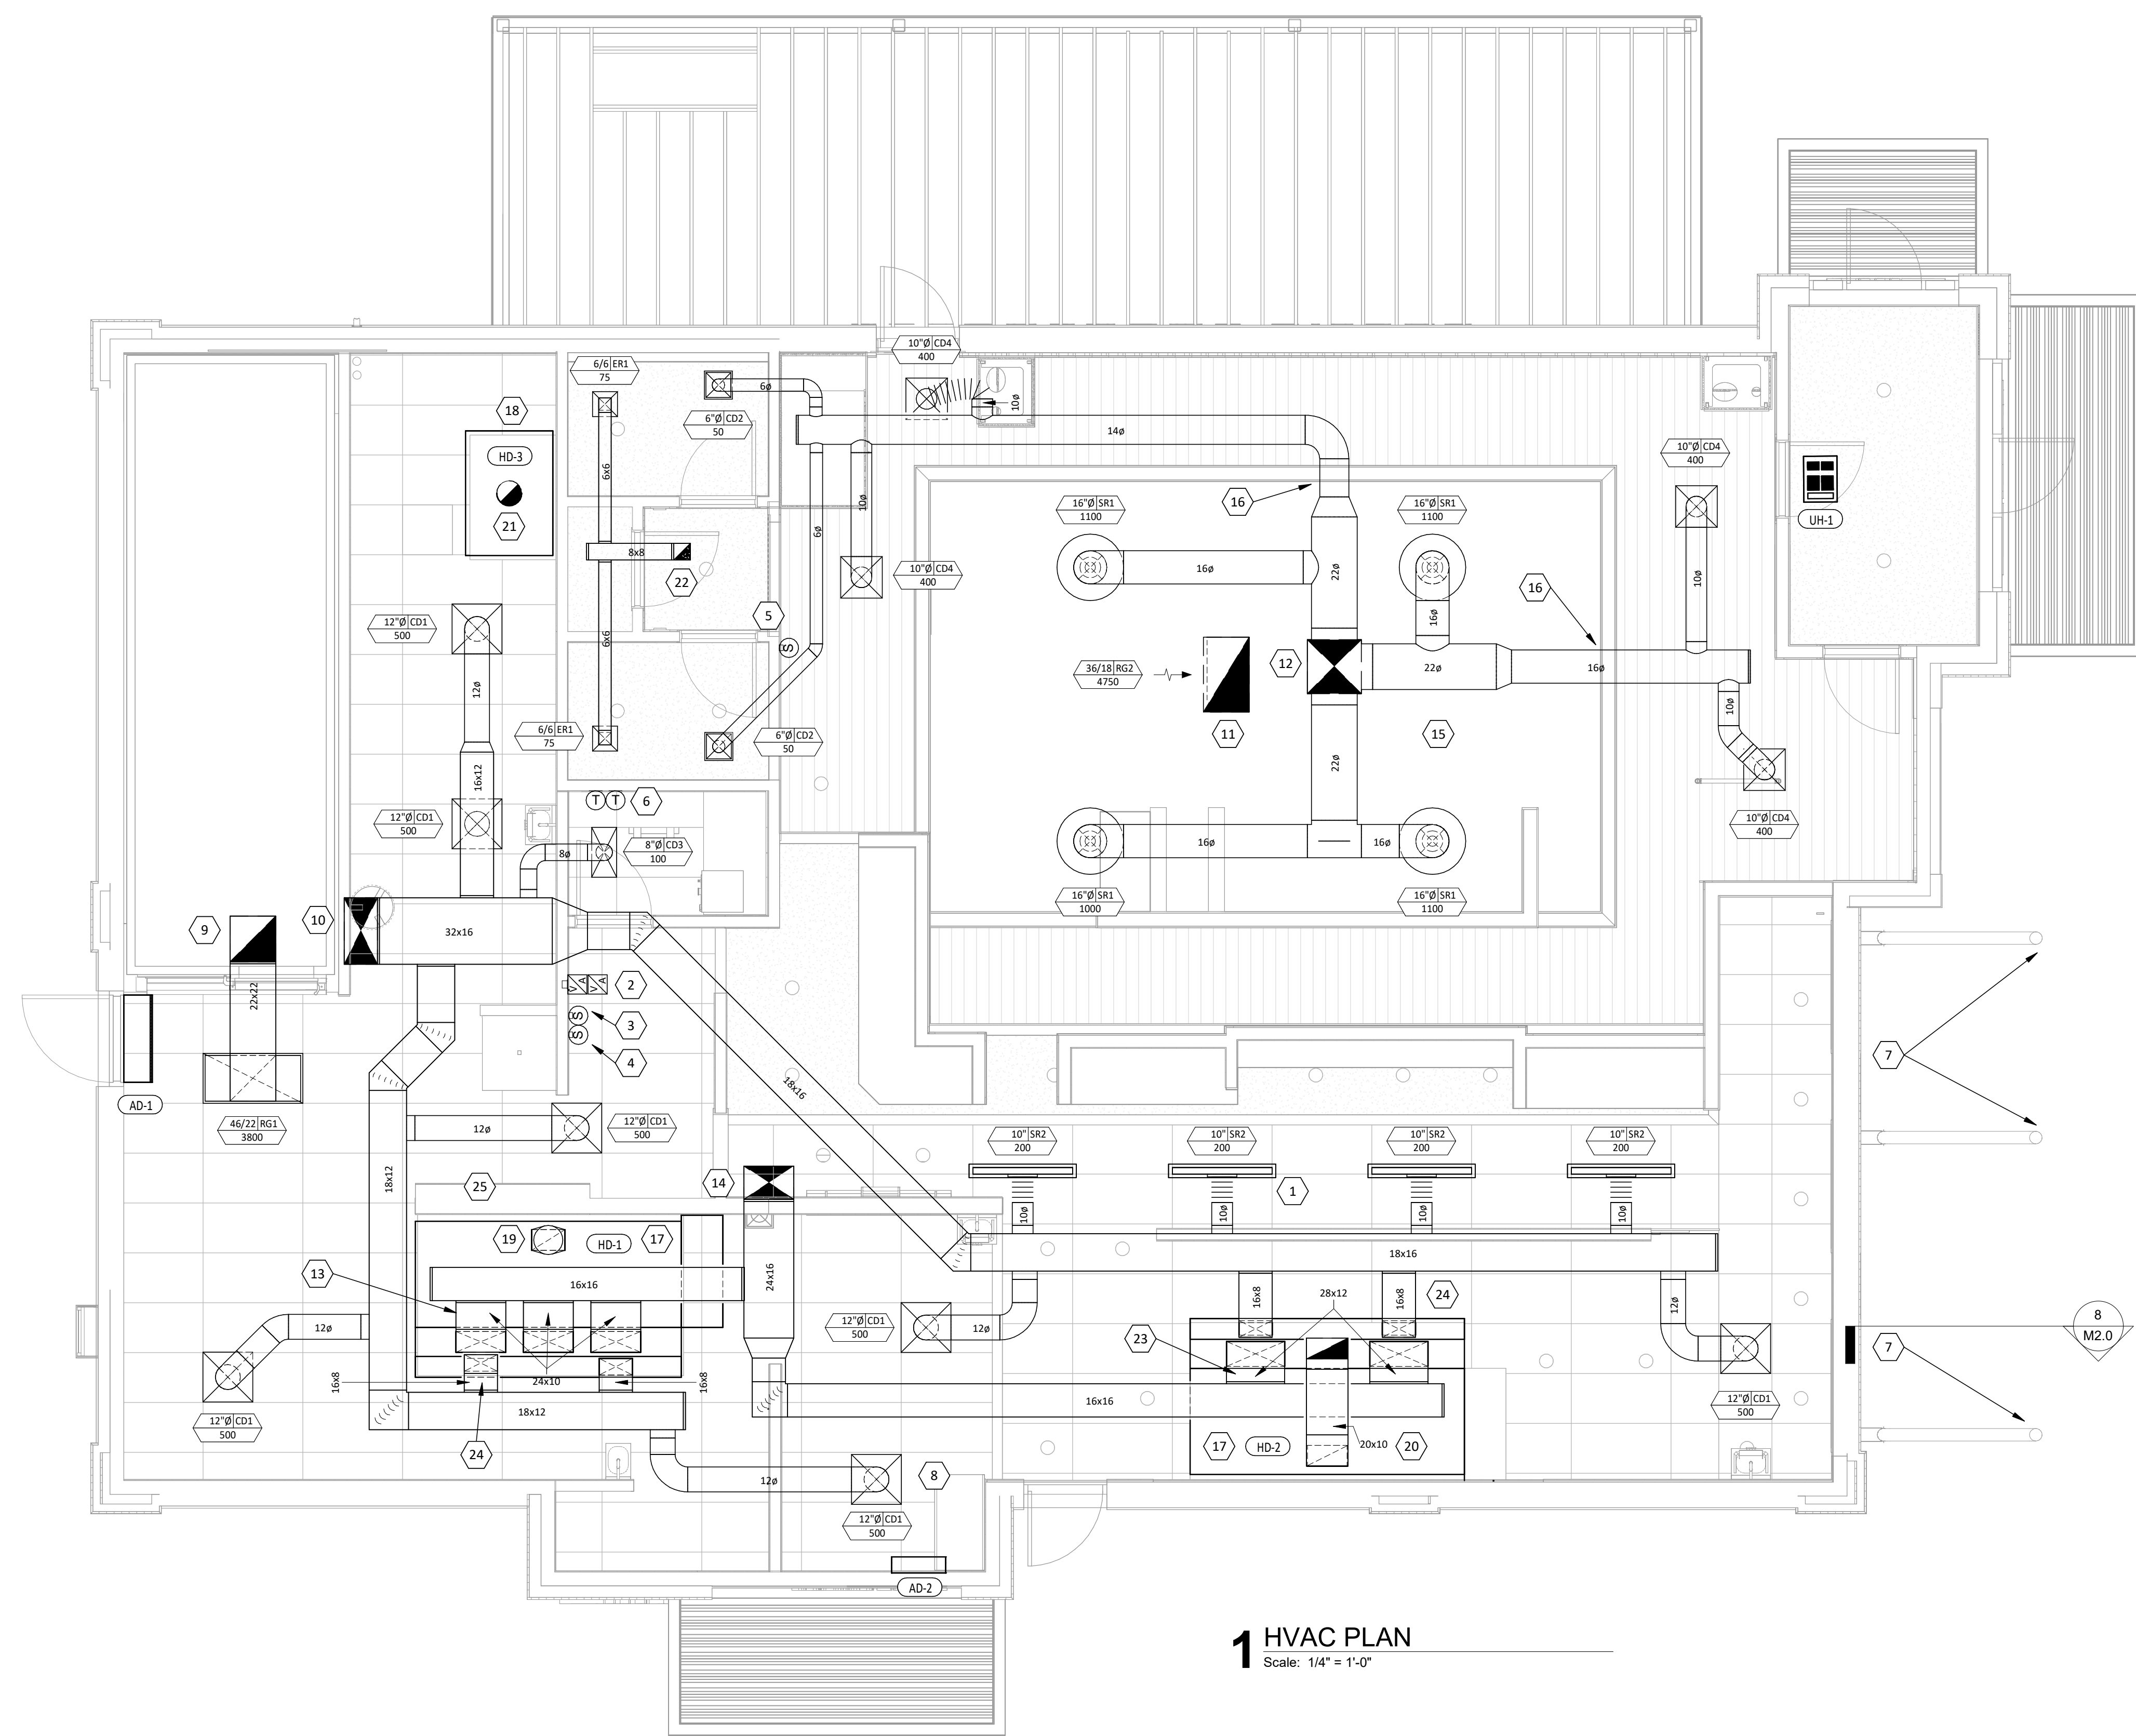 10"Ø CD4
400
6/6 ER1
75
6ø
10ø
18
6"Ø CD2
50
14ø
HD-3
10"Ø CD4
400
6x6
21
16
16"Ø SR1
1100
16"Ø SR1
1100
10ø
6ø
UH-1
8x8
22
10"Ø CD4
400
16ø
22ø
16
10ø
5
12"Ø CD1
500
6x6
S
16ø
12
36/18 RG2
4750
22ø
16ø
12ø
11
15
10ø
6/6 ER1
75
6"Ø CD2
50
22ø
16x12
T T
6
10"Ø CD4
400
12"Ø CD1
500
8ø
8"Ø CD3
100
16ø
16ø
16"Ø SR1
1000
16"Ø SR1
1100
9
10
32x16
22x22
V A
V A
2
S
S
3
4
7
18x16
AD-1
46/22 RG1
3800
12ø
12"Ø CD1
500
10" SR2
200
10" SR2
200
10" SR2
200
10" SR2
200
18x12
25
14
1
10ø
10ø
10ø
10ø
19
HD-1
17
18x16
13
16x16
24x16
16x8
28x12
16x8
24
12ø
12ø
12"Ø CD1
500
12ø
23
8
M2.0
7
16x8
24x10
16x8
18x12
16x16
12"Ø CD1
500
12"Ø CD1
500
24
17
HD-2
20x10
20
12ø
8
12"Ø CD1
500
AD-2
1 HVAC PLAN
Scale: 1/4" = 1'-0"